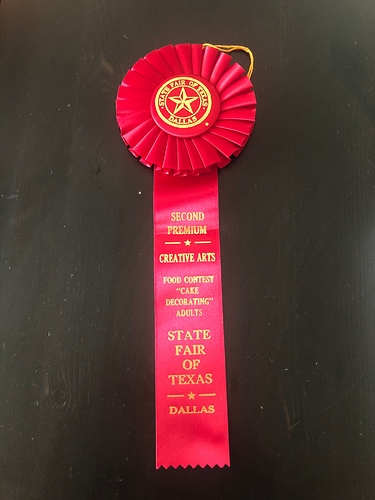 STATE FAIR OF TEXAS
DALLAS
SECOND
PREMIUM
CREATIVE ARTS
FOOD CONTEST
"CAKE
DECORATING"
ADULTS
STATE
FAIR
OF
TEXAS
DALLAS